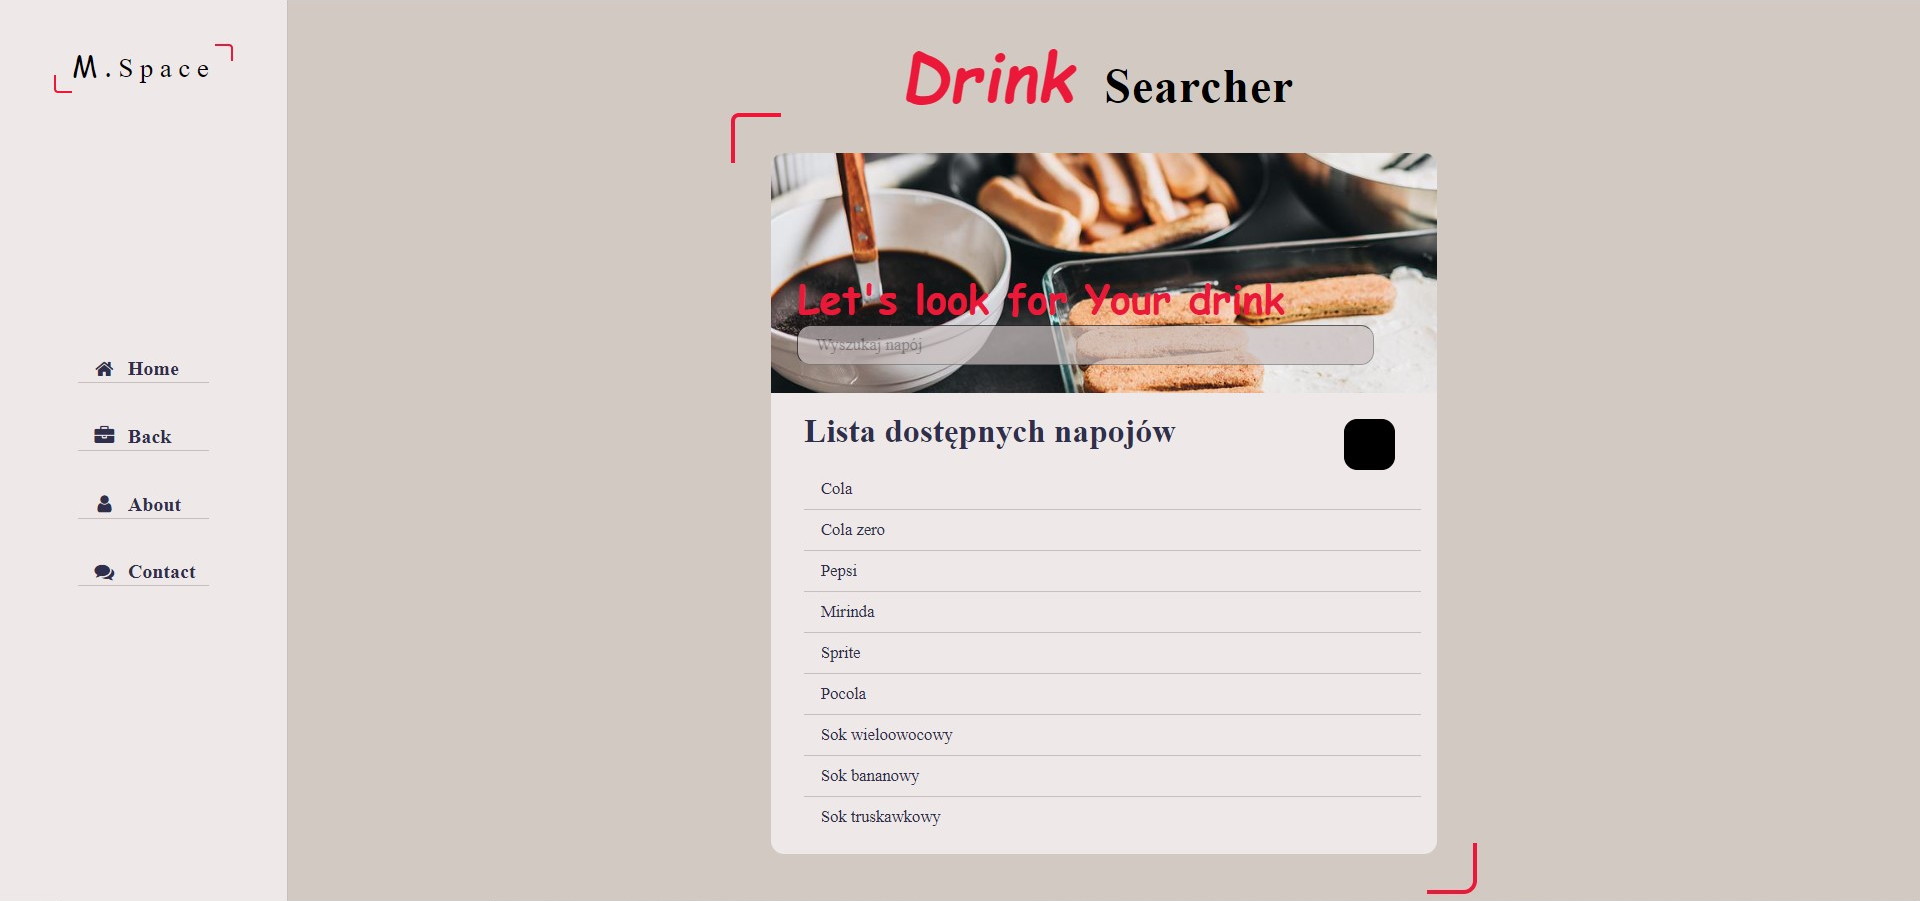 M.Space
Home
Back
About
Contact
Drink Searcher
Let's look for Your drink
Wyszukaj napój
Lista dostępnych napojów
Cola
Cola zero
Pepsi
Mirinda
Sprite
Pocola
Sok wieloowocowy
Sok bananowy
Sok truskawkowy